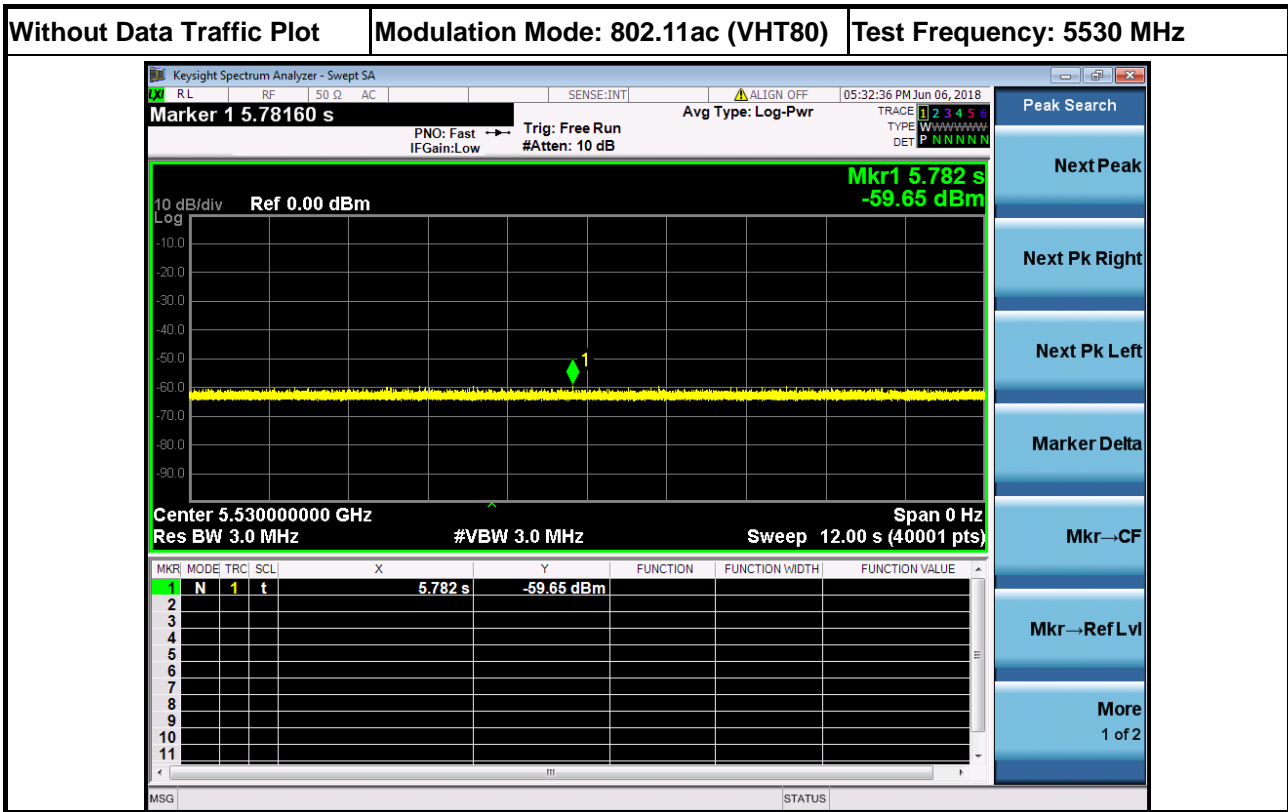 Without Data Traffic Plot Modulation Mode: 802.11ac (VHT80) Test Frequency: 5530 MHz
Keysight Spectrum Analyzer - Swept SA
LXI RL RF 50 Ω AC SENSE:INT ALIGN OFF 05:32:36 PM Jun 06, 2018
Marker 1 5.78160 s
PNO: Fast
IFGain:Low
Trig: Free Run
#Atten: 10 dB
Avg Type: Log-Pwr
TRACE 1 2 3 4 5 6
TYPE WWWWWW
DET P N N N N N
Mkr1 5.782 s
-59.65 dBm
10 dB/div Ref 0.00 dBm
Log
-10.0
-20.0
-30.0
-40.0
-50.0
-60.0
-70.0
-80.0
-90.0
1
Center 5.530000000 GHz Span 0 Hz
Res BW 3.0 MHz #VBW 3.0 MHz Sweep 12.00 s (40001 pts)
MKR MODE TRC SCL X Y FUNCTION FUNCTION WIDTH FUNCTION VALUE
1 N 1 t 5.782 s -59.65 dBm
2
3
4
5
6
7
8
9
10
11
MSG STATUS
Peak Search
Next Peak
Next Pk Right
Next Pk Left
Marker Delta
Mkr→CF
Mkr→Ref Lvl
More
1 of 2